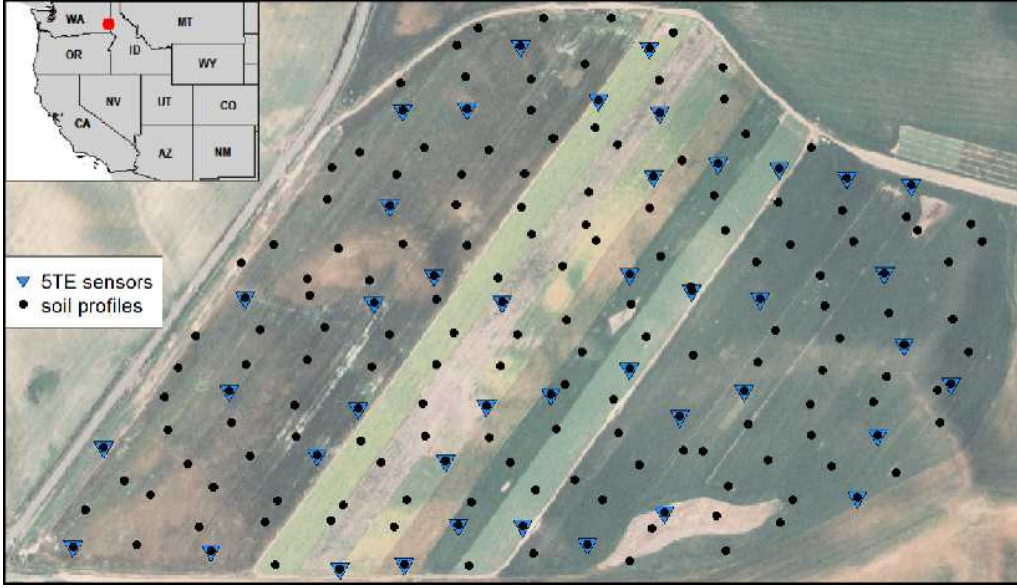 WA
MT
OR
ID
WY
NV
UT
CO
CA
AZ
NM
5TE sensors
soil profiles